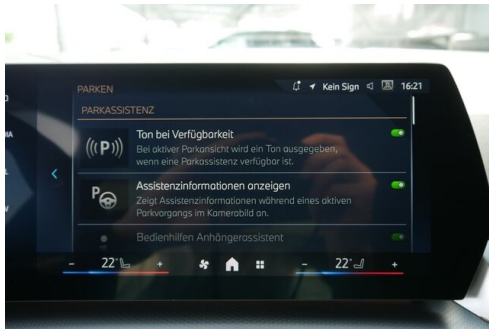 PARKEN
Kein Sign
16:21
PARKASSISTENZ
((( P )))
Ton bei Verfügbarkeit
Bei aktiver Parkansicht wird ein Ton ausgegeben,
wenn eine Parkassistenz verfügbar ist.
P
Assistenzinformationen anzeigen
Zeigt Assistenzinformationen während eines aktiven
Parkvorgangs im Kamerabild an.
Bedienhilfen Anhängerassistent
- 22° +
- 22° +